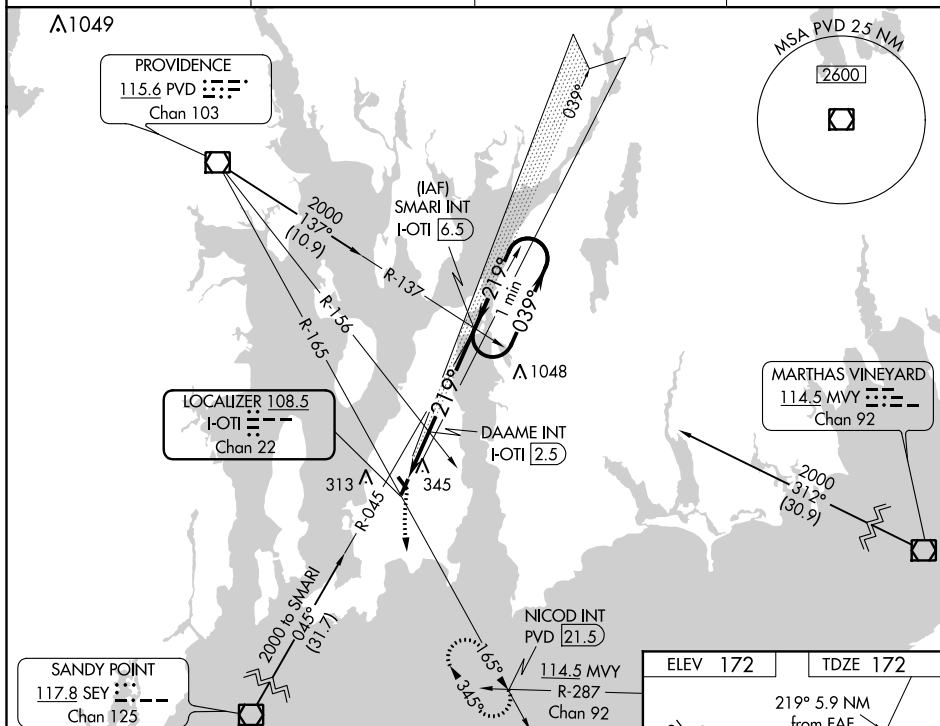 1049
MSA PVD 25 NM
2600
PROVIDENCE
115.6 PVD
Chan 103
039°
(IAF)
SMARI INT
I-OTI 6.5
2000
137°
(10.9)
R-137
R-156
R-165
219°
1 min
039°
1048
219°
LOCALIZER 108.5
I-OTI
Chan 22
DAAME INT
I-OTI 2.5
MARTHAS VINEYARD
114.5 MVY
Chan 92
313
345
R-045
2000
312°
(30.9)
2000 to SMARI
045°
(31.7)
NICOD INT
PVD 21.5
165°
345°
114.5 MVY
R-287
Chan 92
SANDY POINT
117.8 SEY
Chan 125
ELEV 172
TDZE 172
219° 5.9 NM
from FAF